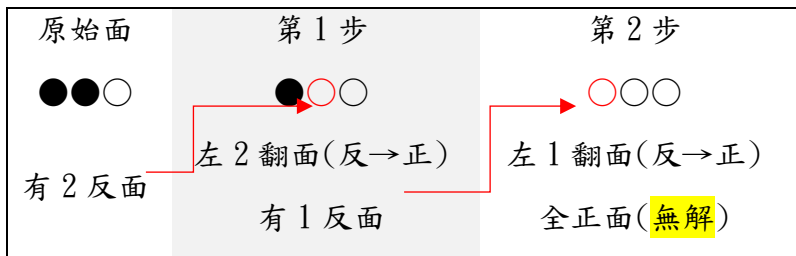 原始面
第1步
第2步
●●○
●○○
○○○
左2翻面(反→正)
左1翻面(反→正)
有2反面
有1反面
全正面(無解)